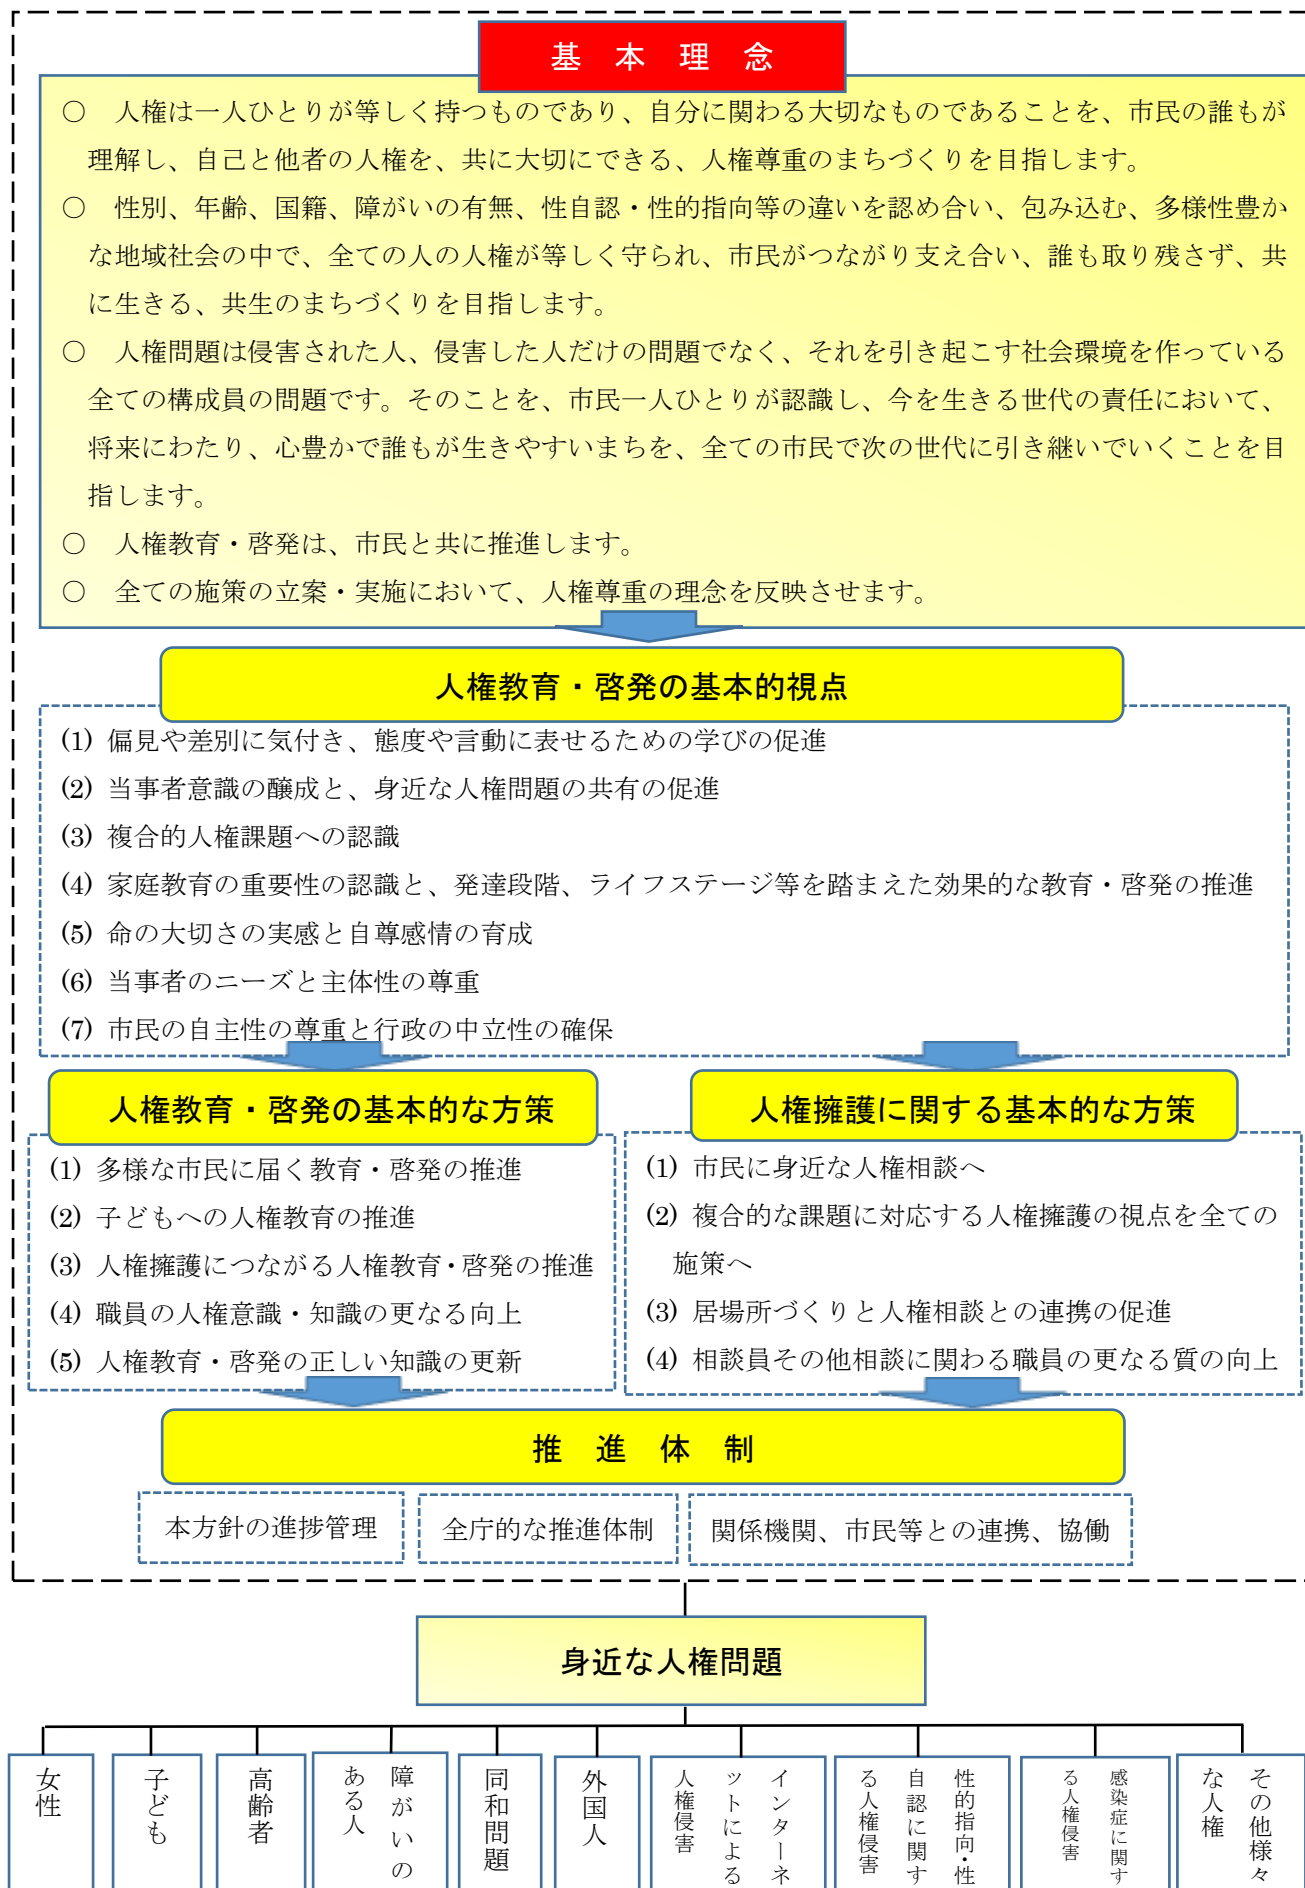 基 本 理 念
○ 人権は一人ひとりが等しく持つものであり、自分に関わる大切なものであることを、市民の誰もが
理解し、自己と他者の人権を、共に大切にできる、人権尊重のまちづくりを目指します。
○ 性別、年齢、国籍、障がいの有無、性自認・性的指向等の違いを認め合い、包み込む、多様性豊か
な地域社会の中で、全ての人の人権が等しく守られ、市民がつながり支え合い、誰も取り残さず、共
に生きる、共生のまちづくりを目指します。
○ 人権問題は侵害された人、侵害した人だけの問題でなく、それを引き起こす社会環境を作っている
全ての構成員の問題です。そのことを、市民一人ひとりが認識し、今を生きる世代の責任において、
将来にわたり、心豊かで誰もが生きやすいまちを、全ての市民で次の世代に引き継いでいくことを目
指します。
○ 人権教育・啓発は、市民と共に推進します。
○ 全ての施策の立案・実施において、人権尊重の理念を反映させます。
人権教育・啓発の基本的視点
(1) 偏見や差別に気付き、態度や言動に表せるための学びの促進
(2) 当事者意識の醸成と、身近な人権問題の共有の促進
(3) 複合的人権課題への認識
(4) 家庭教育の重要性の認識と、発達段階、ライフステージ等を踏まえた効果的な教育・啓発の推進
(5) 命の大切さの実感と自尊感情の育成
(6) 当事者のニーズと主体性の尊重
(7) 市民の自主性の尊重と行政の中立性の確保
人権教育・啓発の基本的な方策
(1) 多様な市民に届く教育・啓発の推進
(2) 子どもへの人権教育の推進
(3) 人権擁護につながる人権教育・啓発の推進
(4) 職員の人権意識・知識の更なる向上
(5) 人権教育・啓発の正しい知識の更新
人権擁護に関する基本的な方策
(1) 市民に身近な人権相談へ
(2) 複合的な課題に対応する人権擁護の視点を全ての
施策へ
(3) 居場所づくりと人権相談との連携の促進
(4) 相談員その他相談に関わる職員の更なる質の向上
推 進 体 制
本方針の進捗管理
全庁的な推進体制
関係機関、市民等との連携、協働
身近な人権問題
女性
子ども
高齢者
障がいの
ある人
同和問題
外国人
インターネ
ットによる
人権侵害
性的指向・性
自認に関す
る人権侵害
感染症に関す
る人権侵害
その他様々
な人権